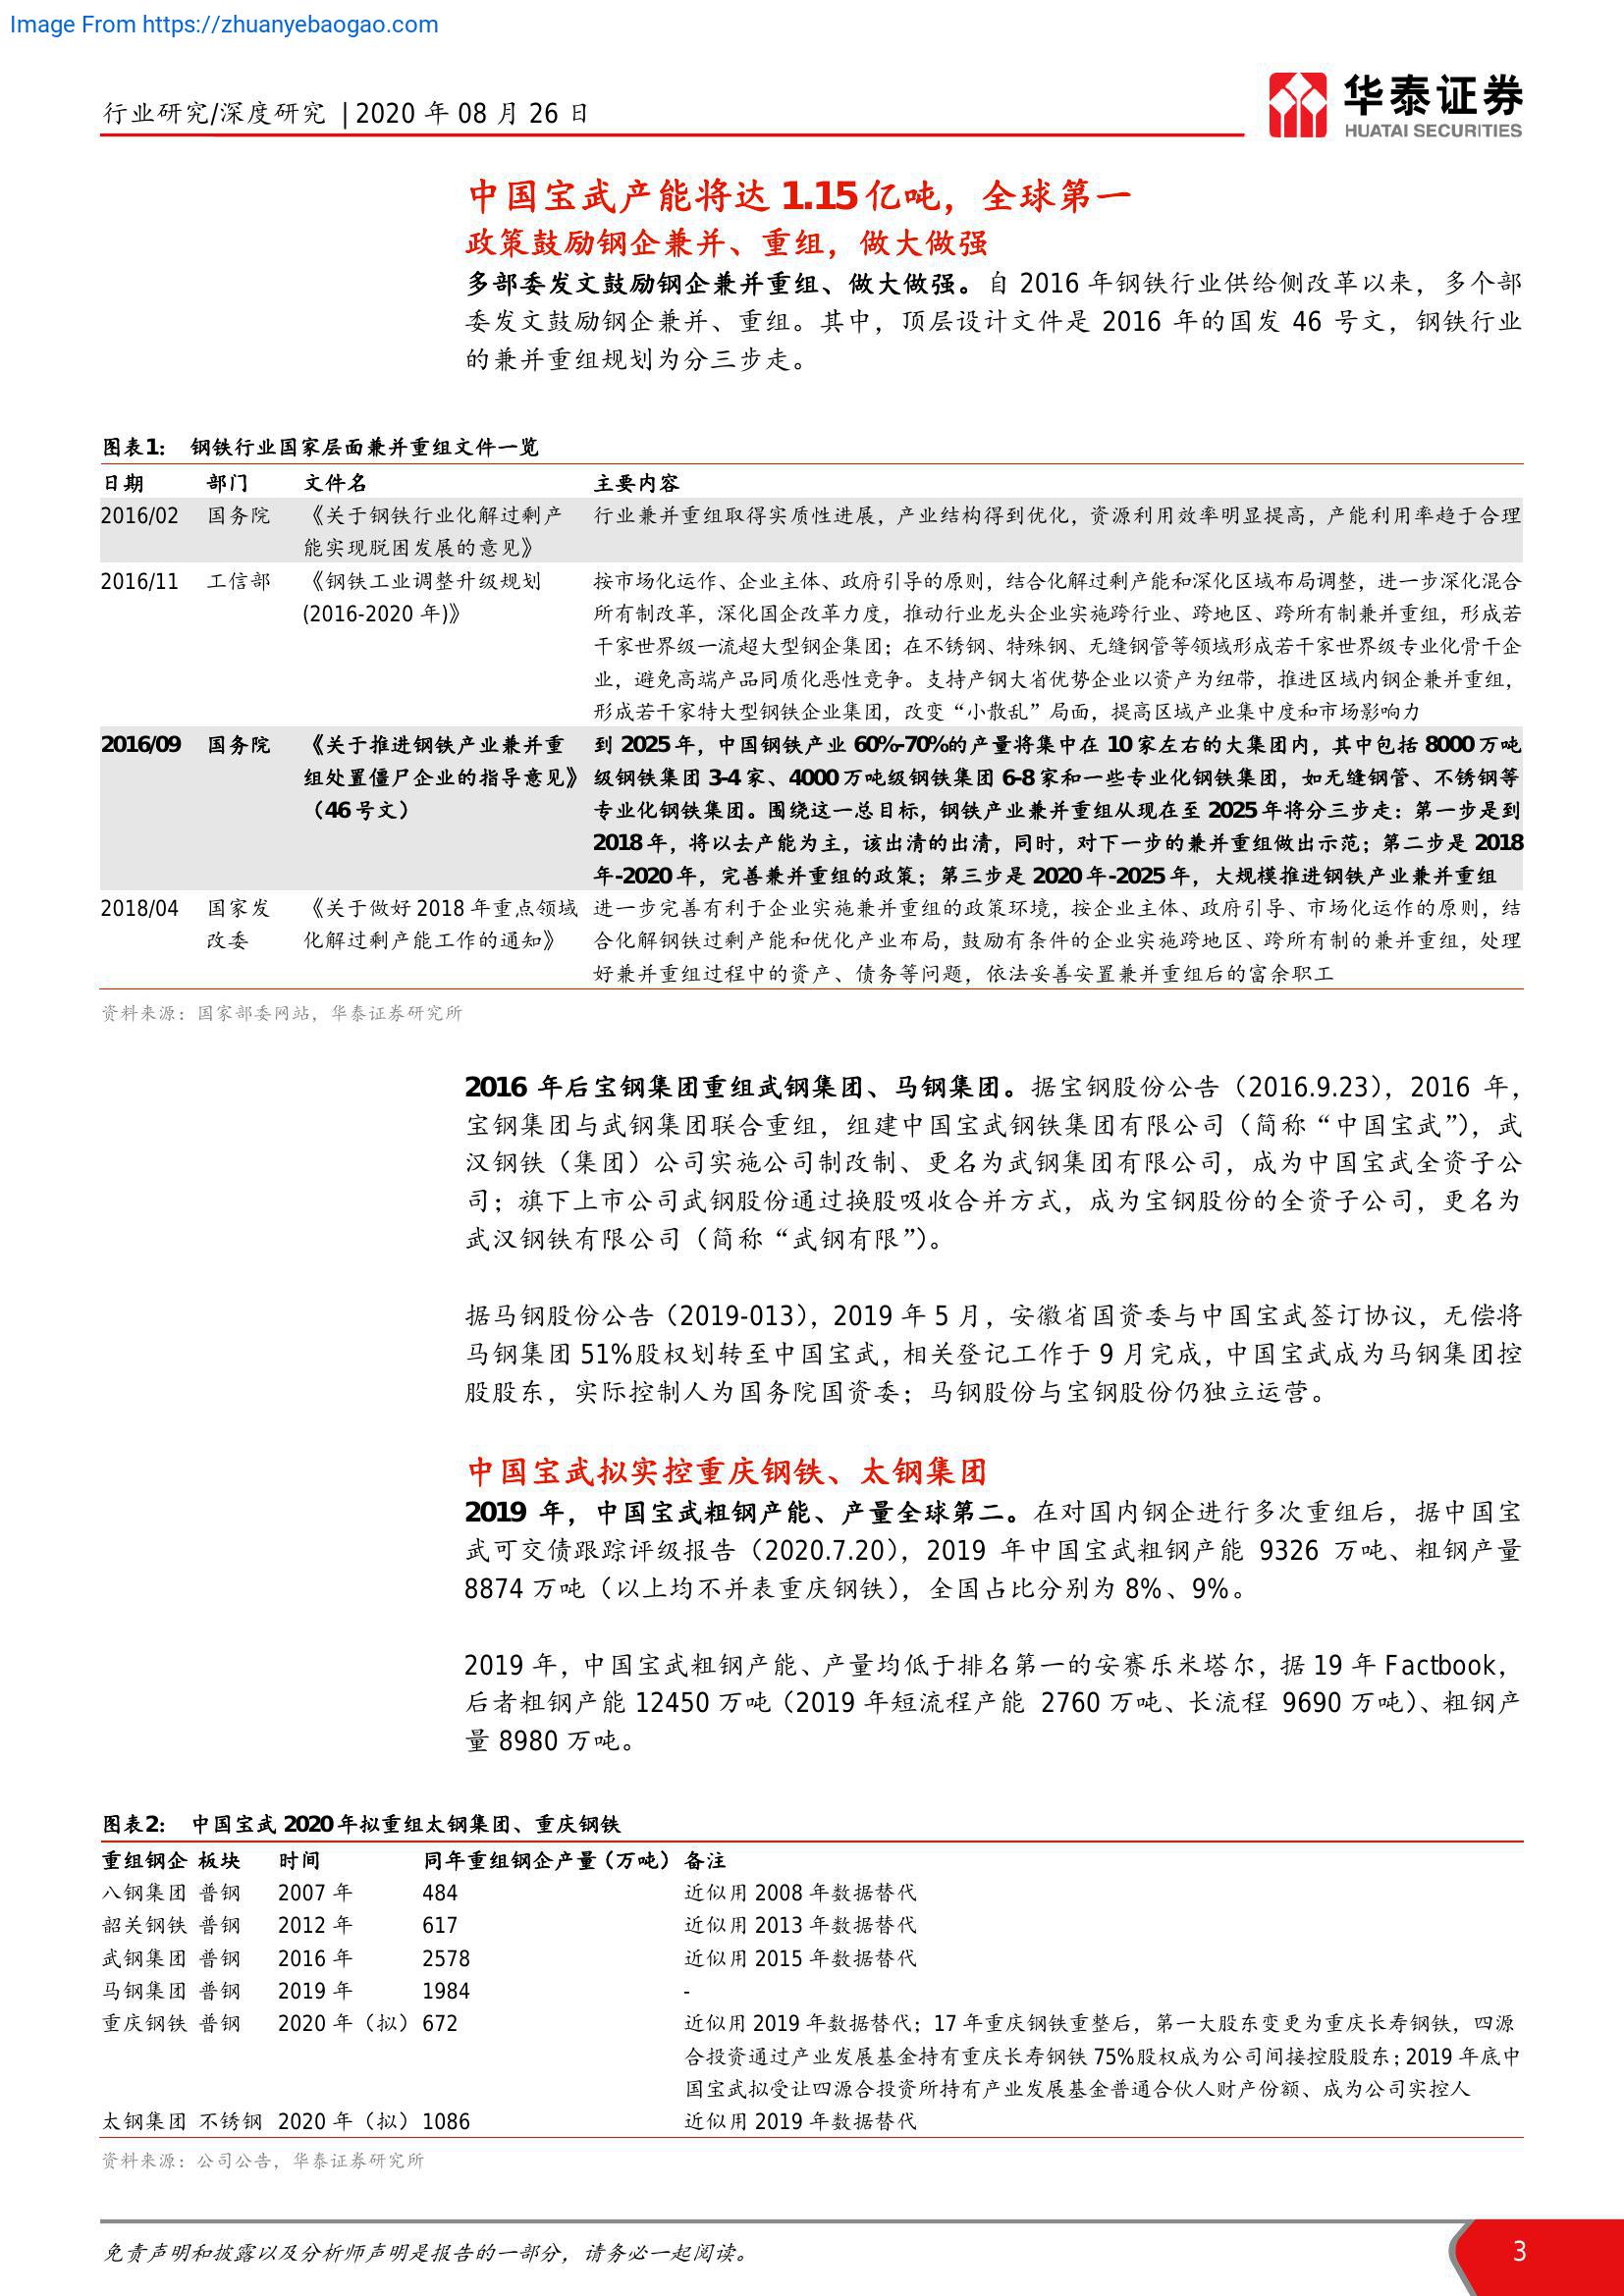 Image From https://zhuanyebaogao.com
行业研究/深度研究 | 2020 年 08 月 26 日
华泰证券
HUATAI SECURITIES
中国宝武产能将达 1.15 亿吨，全球第一
政策鼓励钢企兼并、重组，做大做强
多部委发文鼓励钢企兼并重组、做大做强。自 2016 年钢铁行业供给侧改革以来，多个部
委发文鼓励钢企兼并、重组。其中，顶层设计文件是 2016 年的国发 46 号文，钢铁行业
的兼并重组规划为分三步走。
图表1： 钢铁行业国家层面兼并重组文件一览
日期 部门 文件名 主要内容
2016/02 国务院 《关于钢铁行业化解过剩产 行业兼并重组取得实质性进展，产业结构得到优化，资源利用效率明显提高，产能利用率趋于合理
能实现脱困发展的意见》
2016/11 工信部 《钢铁工业调整升级规划 按市场化运作、企业主体、政府引导的原则，结合化解过剩产能和深化区域布局调整，进一步深化混合
(2016-2020 年)》 所有制改革，深化国企改革力度，推动行业龙头企业实施跨行业、跨地区、跨所有制兼并重组，形成若
干家世界级一流超大型钢企集团；在不锈钢、特殊钢、无缝钢管等领域形成若干家世界级专业化骨干企
业，避免高端产品同质化恶性竞争。支持产钢大省优势企业以资产为纽带，推进区域内钢企兼并重组，
形成若干家特大型钢铁企业集团，改变“小散乱”局面，提高区域产业集中度和市场影响力
2016/09 国务院 《关于推进钢铁产业兼并重 到 2025 年，中国钢铁产业 60%-70%的产量将集中在 10 家左右的大集团内，其中包括 8000 万吨
组处置僵尸企业的指导意见》 级钢铁集团 3-4 家、4000 万吨级钢铁集团 6-8 家和一些专业化钢铁集团，如无缝钢管、不锈钢等
（46 号文） 专业化钢铁集团。围绕这一总目标，钢铁产业兼并重组从现在至 2025 年将分三步走：第一步是到
2018 年，将以去产能为主，该出清的出清，同时，对下一步的兼并重组做出示范；第二步是 2018
年-2020 年，完善兼并重组的政策；第三步是 2020 年-2025 年，大规模推进钢铁产业兼并重组
2018/04 国家发 《关于做好 2018 年重点领域 进一步完善有利于企业实施兼并重组的政策环境，按企业主体、政府引导、市场化运作的原则，结
改委 化解过剩产能工作的通知》 合化解钢铁过剩产能和优化产业布局，鼓励有条件的企业实施跨地区、跨所有制的兼并重组，处理
好兼并重组过程中的资产、债务等问题，依法妥善安置兼并重组后的富余职工
资料来源：国家部委网站，华泰证券研究所
2016 年后宝钢集团重组武钢集团、马钢集团。据宝钢股份公告（2016.9.23），2016 年，
宝钢集团与武钢集团联合重组，组建中国宝武钢铁集团有限公司（简称“中国宝武”），武
汉钢铁（集团）公司实施公司制改制、更名为武钢集团有限公司，成为中国宝武全资子公
司；旗下上市公司武钢股份通过换股吸收合并方式，成为宝钢股份的全资子公司，更名为
武汉钢铁有限公司（简称“武钢有限”）。
据马钢股份公告（2019-013），2019 年 5 月，安徽省国资委与中国宝武签订协议，无偿将
马钢集团 51%股权划转至中国宝武，相关登记工作于 9 月完成，中国宝武成为马钢集团控
股股东，实际控制人为国务院国资委；马钢股份与宝钢股份仍独立运营。
中国宝武拟实控重庆钢铁、太钢集团
2019 年，中国宝武粗钢产能、产量全球第二。在对国内钢企进行多次重组后，据中国宝
武可交债跟踪评级报告（2020.7.20），2019 年中国宝武粗钢产能 9326 万吨、粗钢产量
8874 万吨（以上均不并表重庆钢铁），全国占比分别为 8%、9%。
2019 年，中国宝武粗钢产能、产量均低于排名第一的安赛乐米塔尔，据 19 年 Factbook，
后者粗钢产能 12450 万吨（2019 年短流程产能 2760 万吨、长流程 9690 万吨）、粗钢产
量 8980 万吨。
图表2： 中国宝武 2020 年拟重组太钢集团、重庆钢铁
重组钢企 板块 时间 同年重组钢企产量（万吨） 备注
八钢集团 普钢 2007 年 484 近似用 2008 年数据替代
韶关钢铁 普钢 2012 年 617 近似用 2013 年数据替代
武钢集团 普钢 2016 年 2578 近似用 2015 年数据替代
马钢集团 普钢 2019 年 1984 -
重庆钢铁 普钢 2020 年（拟） 672 近似用 2019 年数据替代；17 年重庆钢铁重整后，第一大股东变更为重庆长寿钢铁，四源
合投资通过产业发展基金持有重庆长寿钢铁 75%股权成为公司间接控股股东；2019 年底中
国宝武拟受让四源合投资所持有产业发展基金普通合伙人财产份额、成为公司实控人
太钢集团 不锈钢 2020 年（拟） 1086 近似用 2019 年数据替代
资料来源：公司公告，华泰证券研究所
免责声明和披露以及分析师声明是报告的一部分，请务必一起阅读。
3